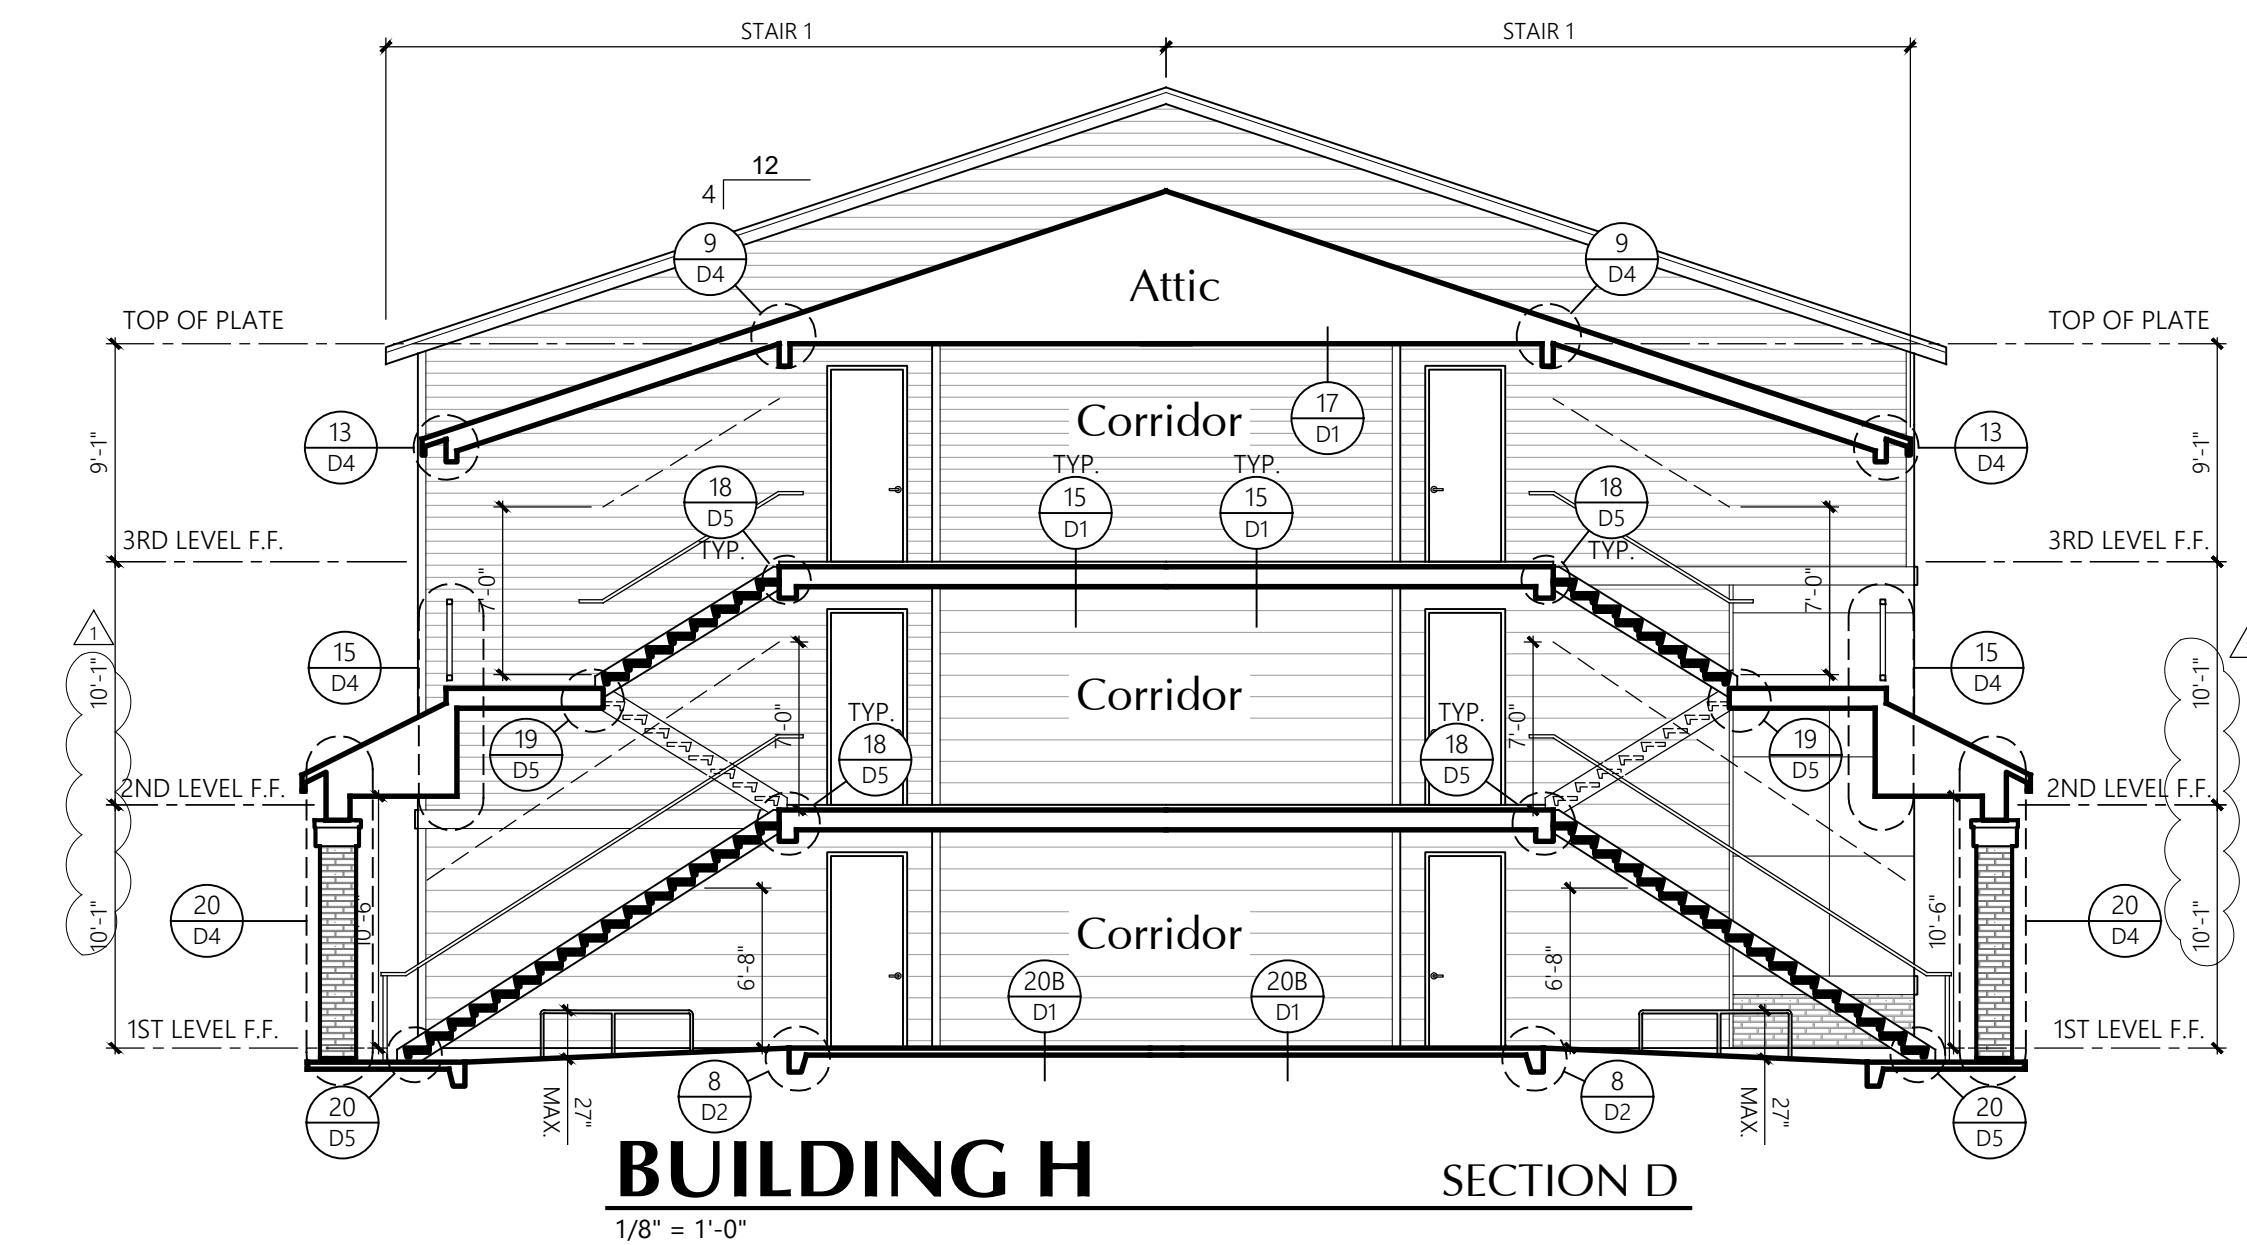 STAIR 1
STAIR 1
12
4
9
D4
9
D4
Attic
TOP OF PLATE
TOP OF PLATE
9'-1"
9'-1"
13
D4
13
D4
Corridor
17
D1
TYP.
TYP.
15
D1
15
D1
18
D5
TYP.
18
D5
TYP.
3RD LEVEL F.F.
3RD LEVEL F.F.
7'-0"
7'-0"
1
10'-1"
10'-1"
15
D4
15
D4
Corridor
19
D5
19
D5
7'-0"
7'-0"
TYP.
18
D5
TYP.
18
D5
2ND LEVEL F.F.
2ND LEVEL F.F.
10'-1"
10'-1"
20
D4
20
D4
10'-6"
10'-6"
6'-8"
6'-8"
Corridor
20B
D1
20B
D1
1ST LEVEL F.F.
1ST LEVEL F.F.
20
D5
20
D5
27"
MAX.
27"
MAX.
8
D2
8
D2
BUILDING H
SECTION D
1/8" = 1'-0"